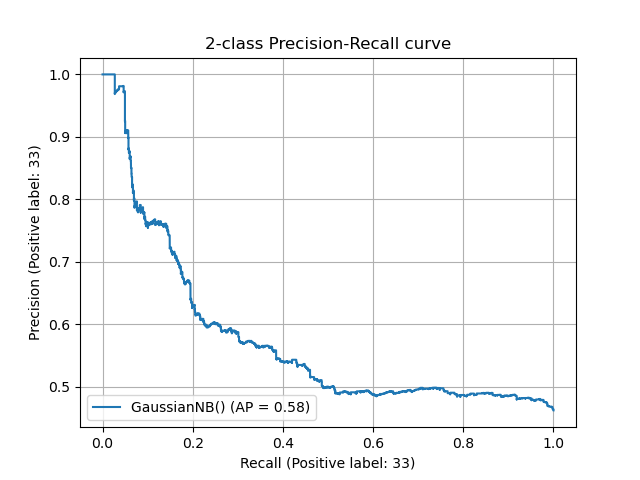 2-class Precision-Recall curve
1.0
0.9
0.8
0.7
0.6
0.5
Precision (Positive label: 33)
GaussianNB() (AP = 0.58)
0.0 0.2 0.4 0.6 0.8 1.0
Recall (Positive label: 33)